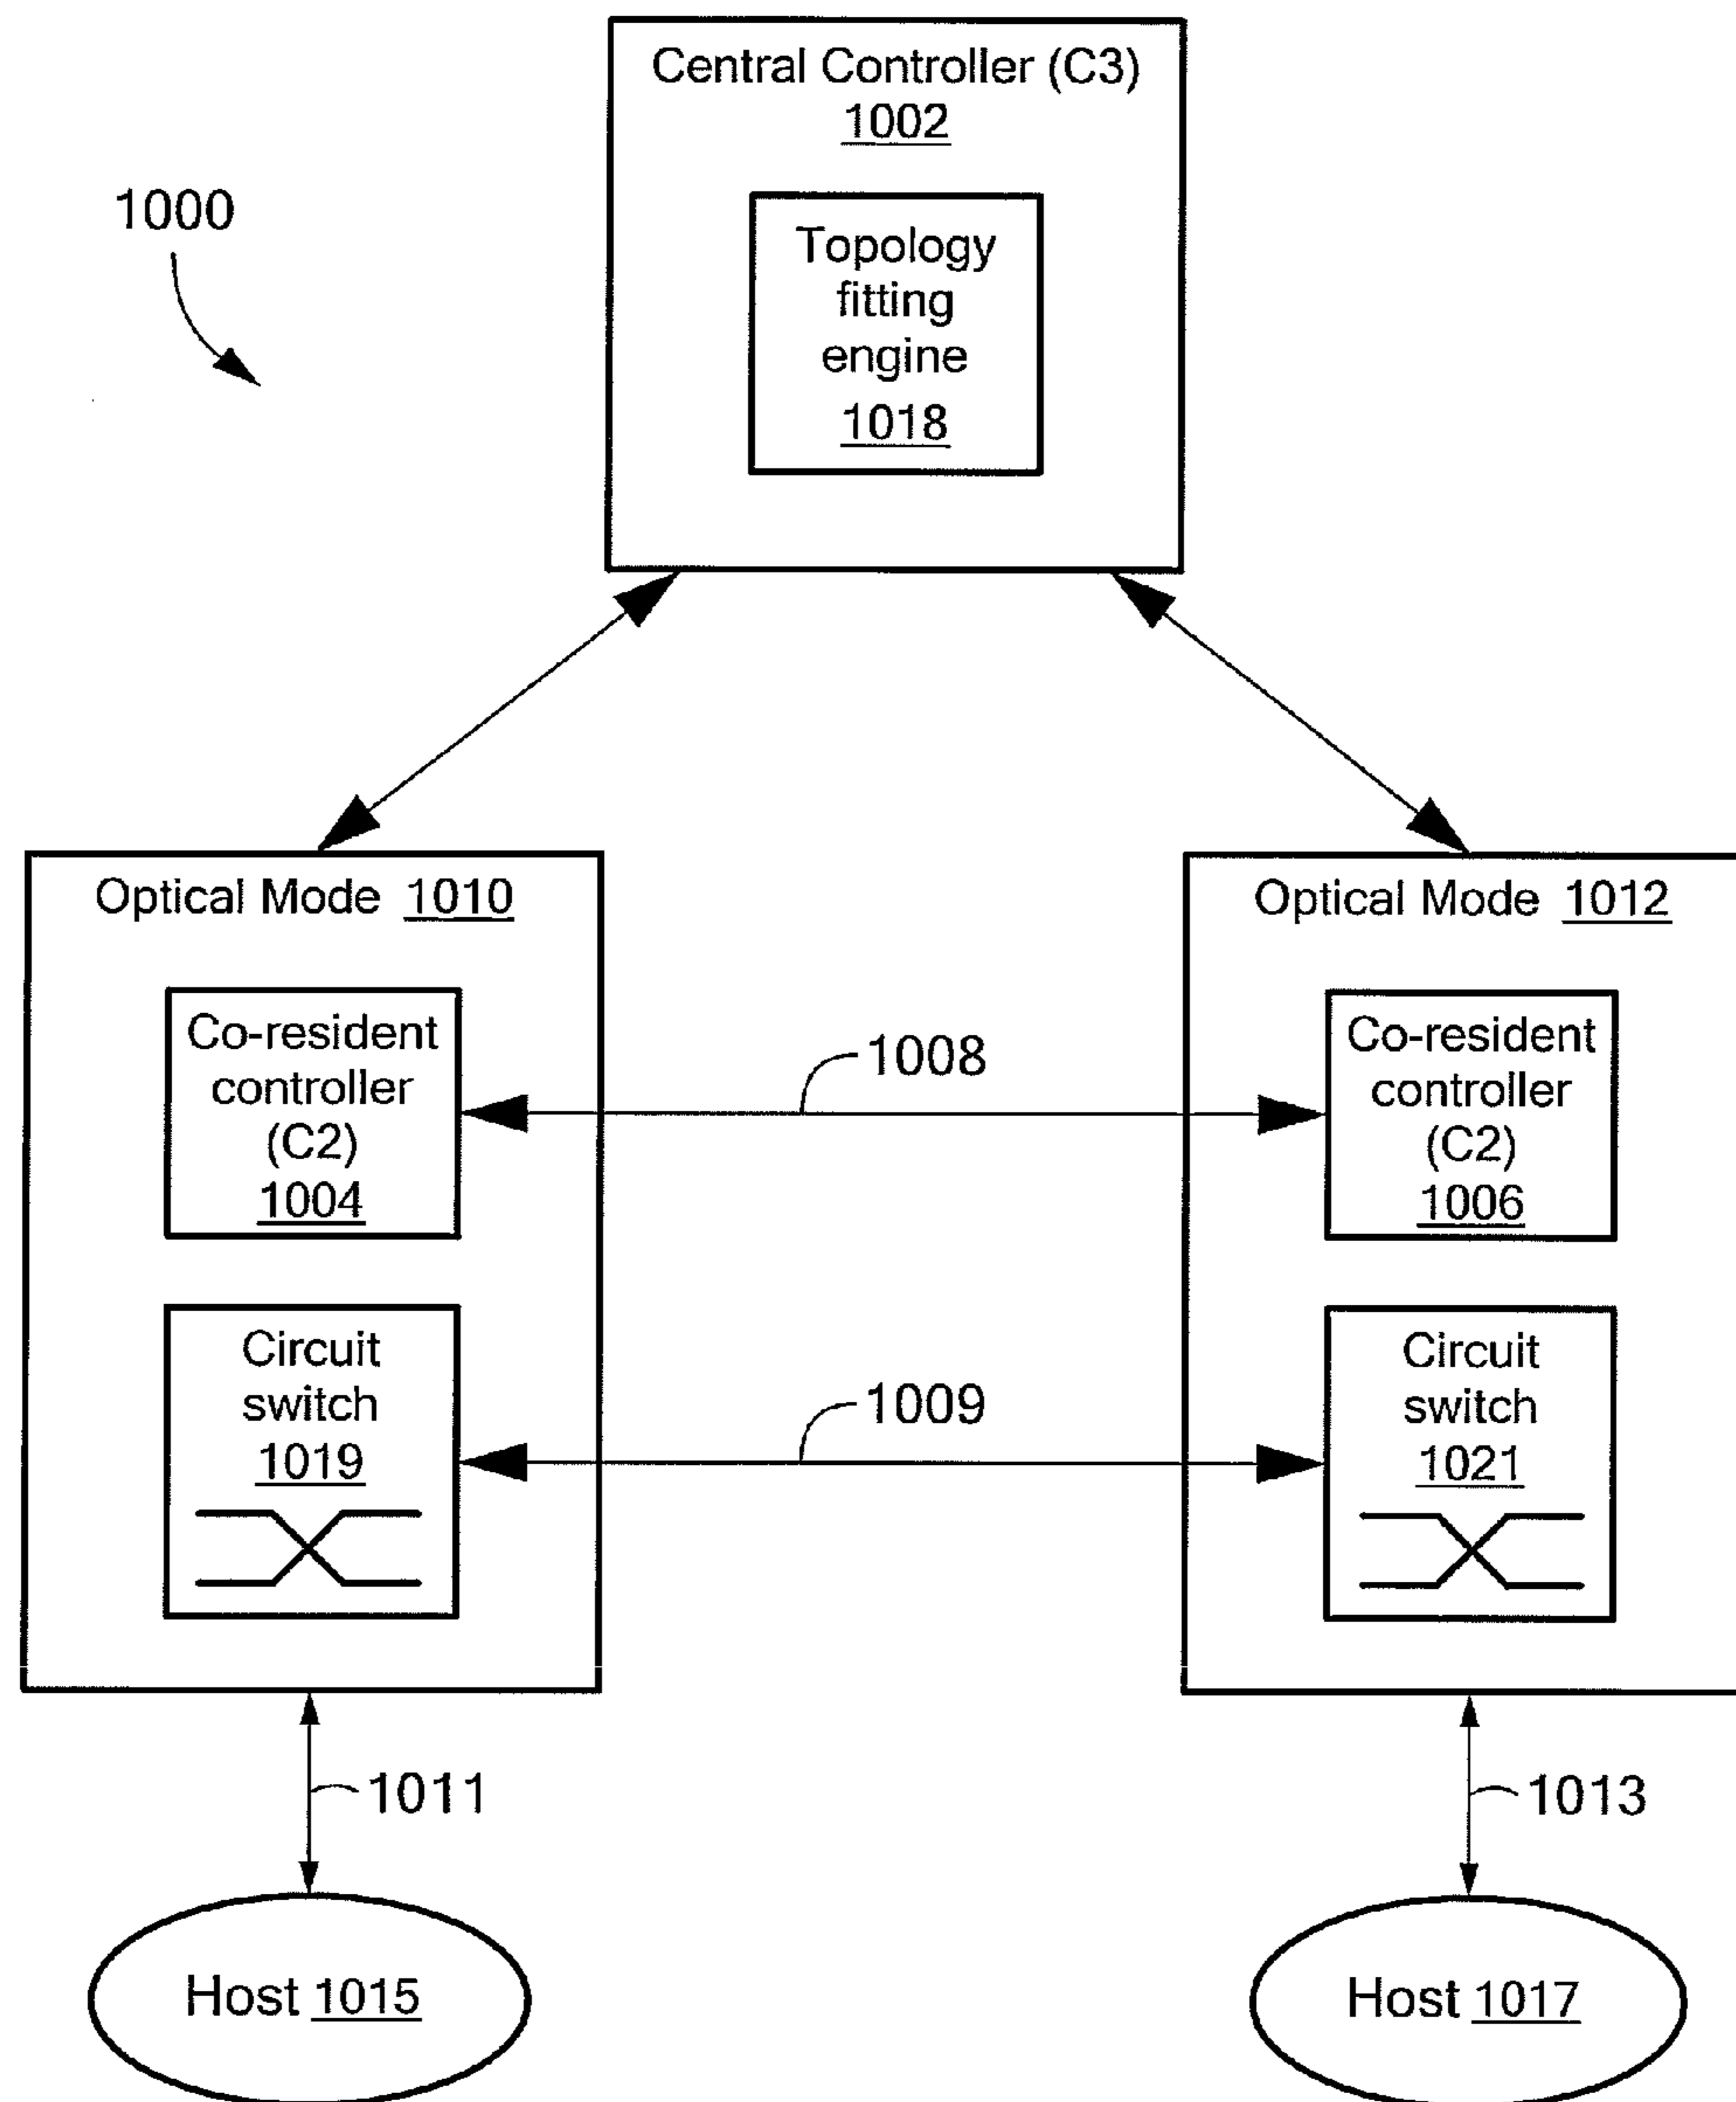 Central Controller (C3)
1002
1000
Topology
fitting
engine
1018
Optical Mode 1010
Optical Mode 1012
Co-resident
controller
(C2)
1004
1008
Co-resident
controller
(C2)
1006
Circuit
switch
1019
1009
Circuit
switch
1021
1011
1013
Host 1015
Host 1017